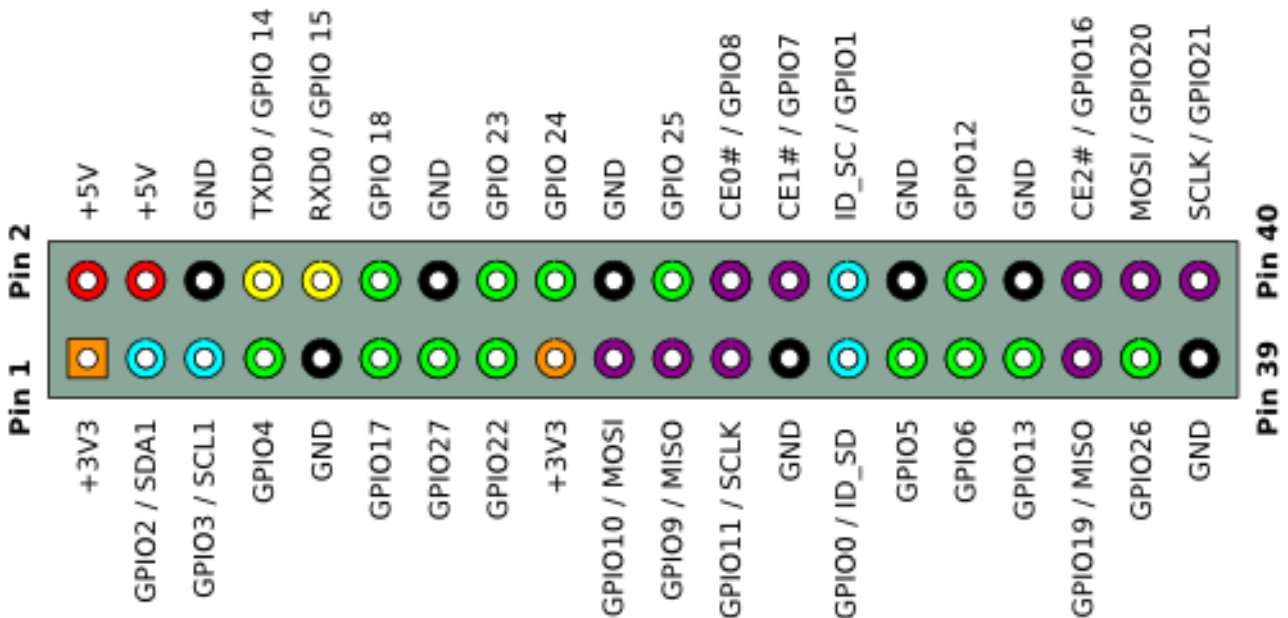 +5V
+5V
GND
TXD0 / GPIO 14
RXD0 / GPIO 15
GPIO 18
GND
GPIO 23
GPIO 24
GND
GPIO 25
CE0# / GPIO8
CE1# / GPIO7
ID_SC / GPIO1
GND
GPIO12
GND
CE2# / GPIO16
MOSI / GPIO20
SCLK / GPIO21
Pin 2
Pin 40
Pin 1
Pin 39
+3V3
GPIO2 / SDA1
GPIO3 / SCL1
GPIO4
GND
GPIO17
GPIO27
GPIO22
+3V3
GPIO10 / MOSI
GPIO9 / MISO
GPIO11 / SCLK
GND
GPIO0 / ID_SD
GPIO5
GPIO6
GPIO13
GPIO19 / MISO
GPIO26
GND